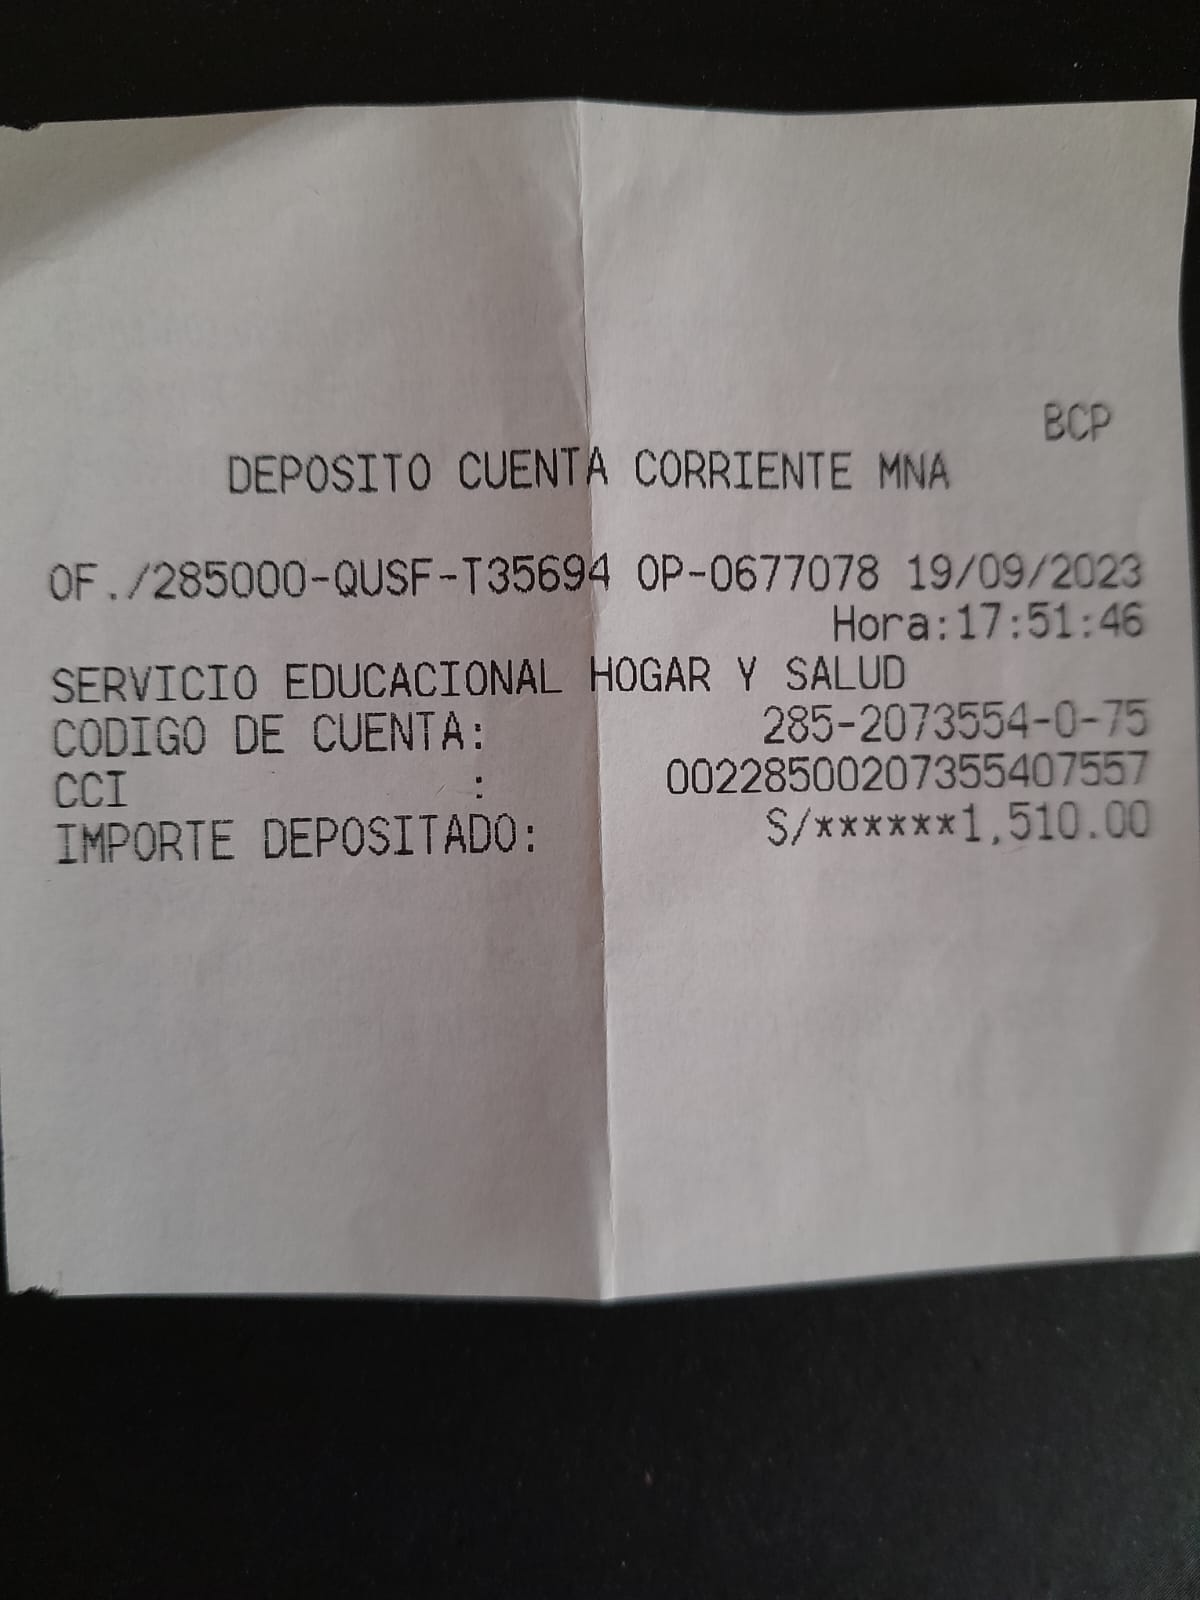 BCP
DEPOSITO CUENTA CORRIENTE MNA
OF./285000-QUSF-T35694 OP-0677078 19/09/2023
Hora:17:51:46
SERVICIO EDUCACIONAL HOGAR Y SALUD
CODIGO DE CUENTA: 285-2073554-0-75
CCI : 00228500207355407557
IMPORTE DEPOSITADO: S/******1,510.00